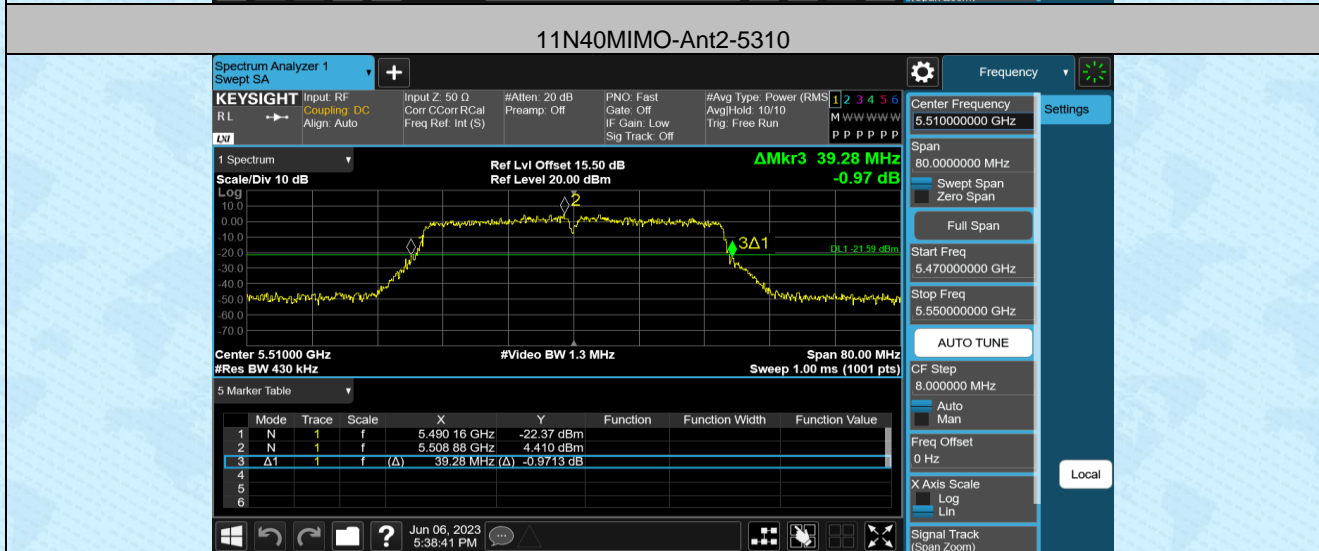 (Span Zoom)
11N40MIMO-Ant2-5310
Spectrum Analyzer 1
Swept SA
+
Frequency
KEYSIGHT
R L
LXI
Input: RF
Coupling: DC
Align: Auto
Input Z: 50 Ω
Corr CCorr RCal
Freq Ref: Int (S)
#Atten: 20 dB
Preamp: Off
PNO: Fast
Gate: Off
IF Gain: Low
Sig Track: Off
#Avg Type: Power (RMS
Avg|Hold: 10/10
Trig: Free Run
1 2 3 4 5 6
M W W W W W
P P P P P P
Center Frequency
5.510000000 GHz
Settings
Span
80.0000000 MHz
Swept Span
Zero Span
Full Span
Start Freq
5.470000000 GHz
Stop Freq
5.550000000 GHz
AUTO TUNE
CF Step
8.000000 MHz
Auto
Man
Freq Offset
0 Hz
X Axis Scale
Log
Lin
Signal Track
(Span Zoom)
Local
1 Spectrum
Scale/Div 10 dB
Ref Lvl Offset 15.50 dB
Ref Level 20.00 dBm
ΔMkr3 39.28 MHz
-0.97 dB
Log
10.0
0.00
-10.0
-20.0
-30.0
-40.0
-50.0
-60.0
-70.0
1
2
3Δ1
DL1 -21.59 dBm
Center 5.51000 GHz
#Video BW 1.3 MHz
Span 80.00 MHz
#Res BW 430 kHz
Sweep 1.00 ms (1001 pts)
5 Marker Table
Mode Trace Scale X Y Function Function Width Function Value
1 N 1 f 5.490 16 GHz -22.37 dBm
2 N 1 f 5.508 88 GHz 4.410 dBm
3 Δ1 1 f (Δ) 39.28 MHz (Δ) -0.9713 dB
4
5
6
?
Jun 06, 2023
5:38:41 PM